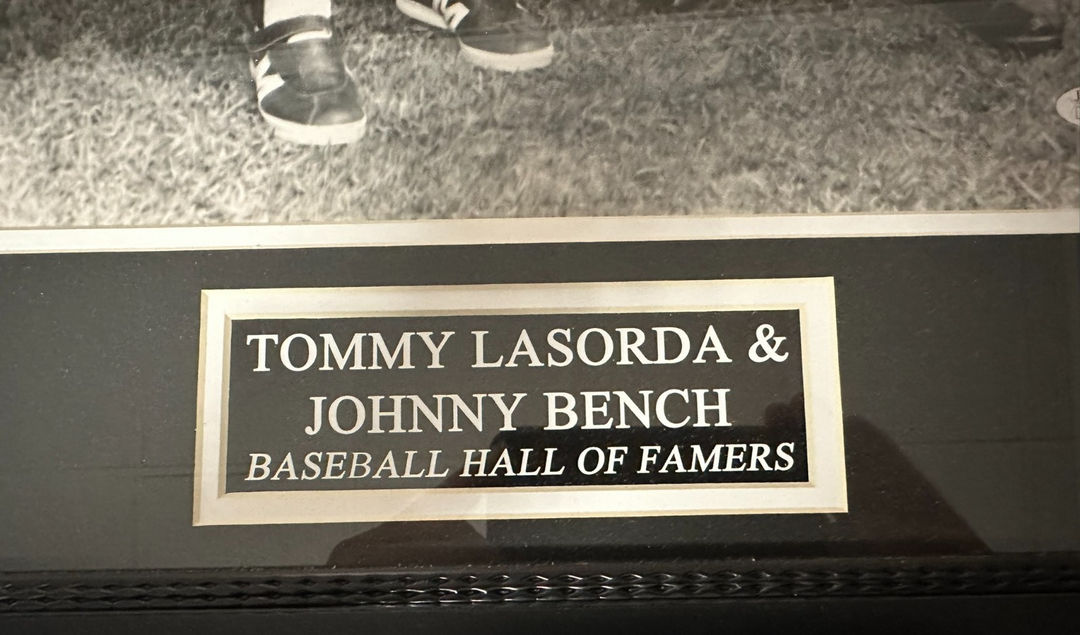 TOMMY LASORDA &
JOHNNY BENCH
BASEBALL HALL OF FAMERS